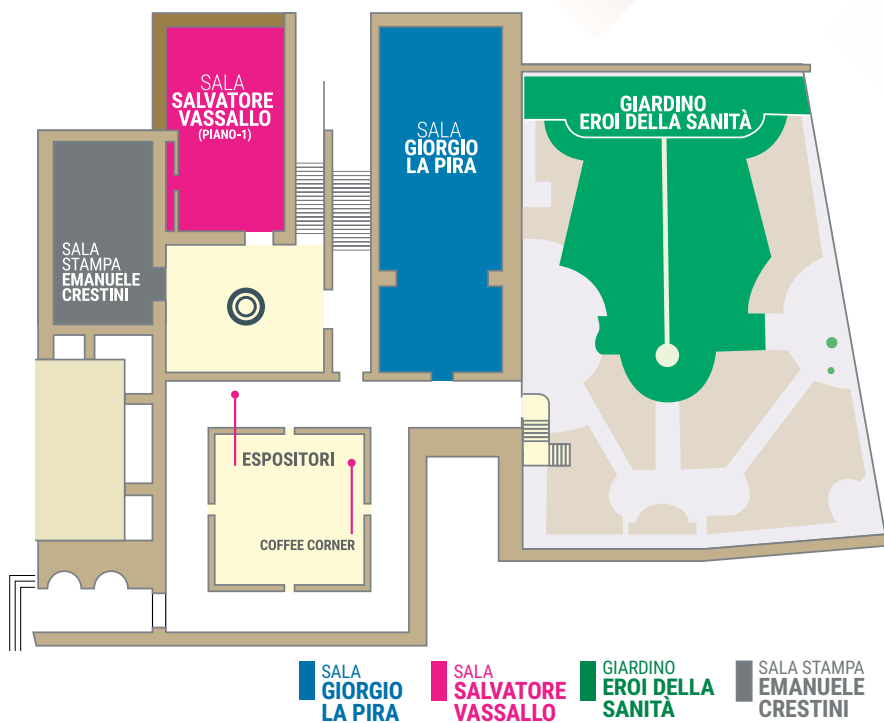 SALA
SALVATORE
VASSALLO
(PIANO-1)
SALA
GIORGIO
LA PIRA
GIARDINO
EROI DELLA SANITÀ
SALA
STAMPA
EMANUELE
CRESTINI
ESPOSITORI
COFFEE CORNER
SALA
GIORGIO
LA PIRA
SALA
SALVATORE
VASSALLO
GIARDINO
EROI DELLA
SANITÀ
SALA STAMPA
EMANUELE
CRESTINI